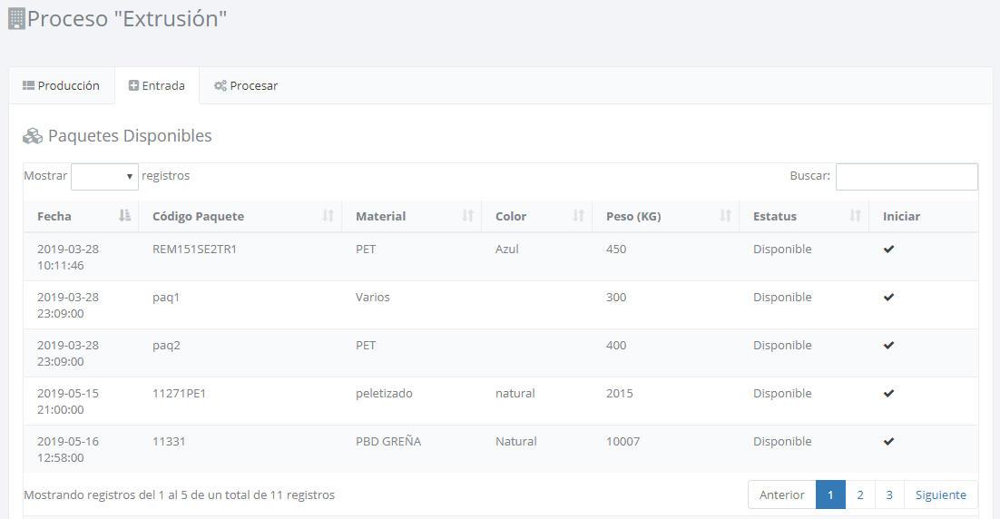 Proceso "Extrusión"
Producción Entrada Procesar
Paquetes Disponibles
Mostrar registros Buscar:
Fecha Código Paquete Material Color Peso (KG) Estatus Iniciar
2019-03-28 REM151SE2TR1 PET Azul 450 Disponible
10:11:46
2019-03-28 paq1 Varios 300 Disponible
23:09:00
2019-03-28 paq2 PET 400 Disponible
23:09:00
2019-05-15 11271PE1 peletizado natural 2015 Disponible
21:00:00
2019-05-16 11331 PBD GREÑA Natural 10007 Disponible
12:58:00
Mostrando registros del 1 al 5 de un total de 11 registros Anterior 1 2 3 Siguiente